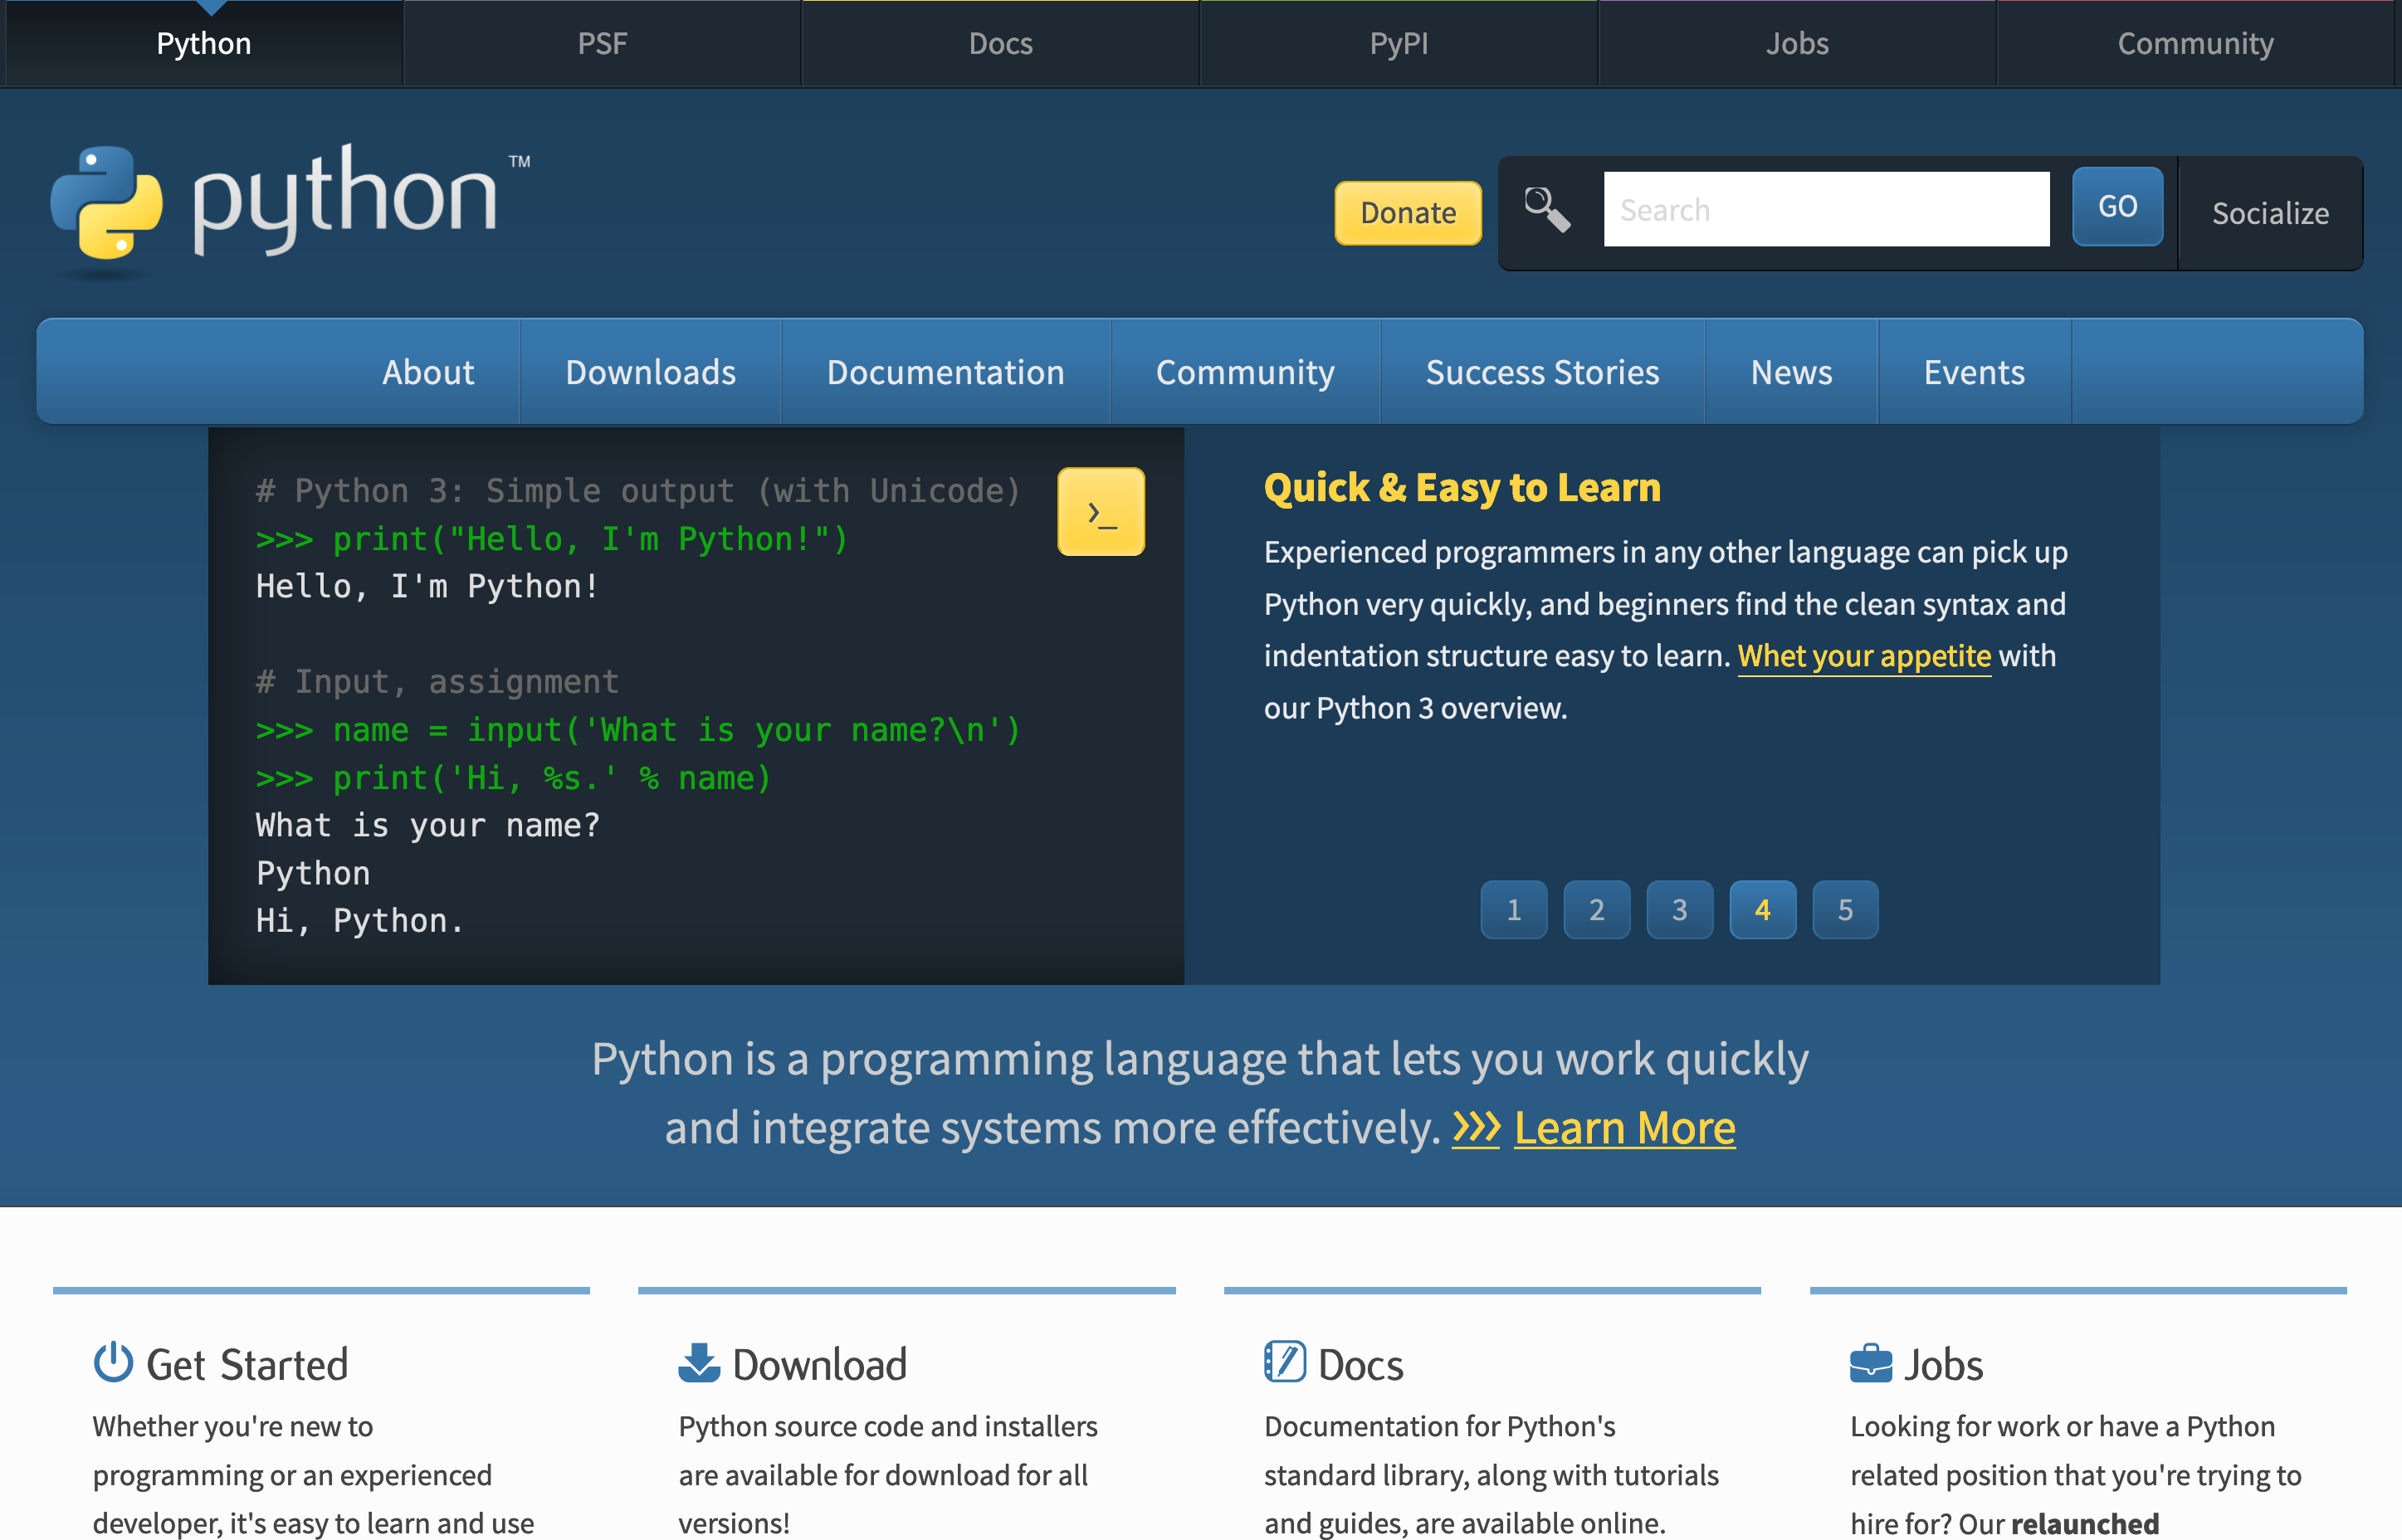 Python
PSF
Docs
PyPI
Jobs
Community
python™
Donate
Search
GO
Socialize
About
Downloads
Documentation
Community
Success Stories
News
Events
# Python 3: Simple output (with Unicode)
>>> print("Hello, I'm Python!")
Hello, I'm Python!
# Input, assignment
>>> name = input('What is your name?\n')
>>> print('Hi, %s.' % name)
What is your name?
Python
Hi, Python.
>_
Quick & Easy to Learn
Experienced programmers in any other language can pick up
Python very quickly, and beginners find the clean syntax and
indentation structure easy to learn. Whet your appetite with
our Python 3 overview.
1
2
3
4
5
Python is a programming language that lets you work quickly
and integrate systems more effectively. >>> Learn More
Get Started
Whether you're new to
programming or an experienced
developer, it's easy to learn and use
Download
Python source code and installers
are available for download for all
versions!
Docs
Documentation for Python's
standard library, along with tutorials
and guides, are available online.
Jobs
Looking for work or have a Python
related position that you're trying to
hire for? Our relaunched